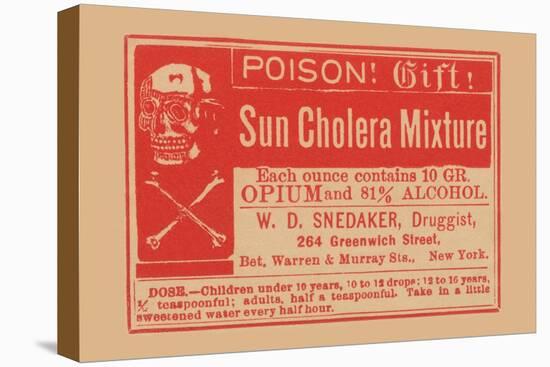 POISON! Gift!
Sun Cholera Mixture
Each ounce contains 10 GR.
OPIUM and 81% ALCOHOL.
W. D. SNEDAKER, Druggist,
264 Greenwich Street,
Bet. Warren & Murray Sts., New York.
DOSE.—Children under 10 years, 10 to 12 drops; 12 to 16 years,
¼ teaspoonful; adults, half a teaspoonful. Take in a little
sweetened water every half hour.